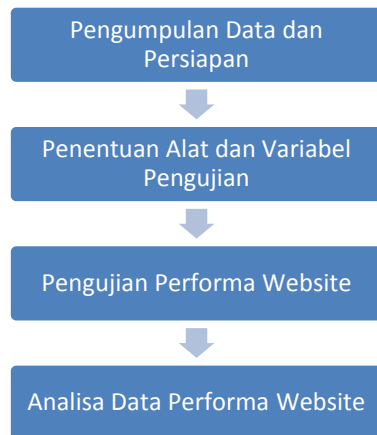 Pengumpulan Data dan
Persiapan
Penentuan Alat dan Variabel
Pengujian
Pengujian Performa Website
Analisa Data Performa Website